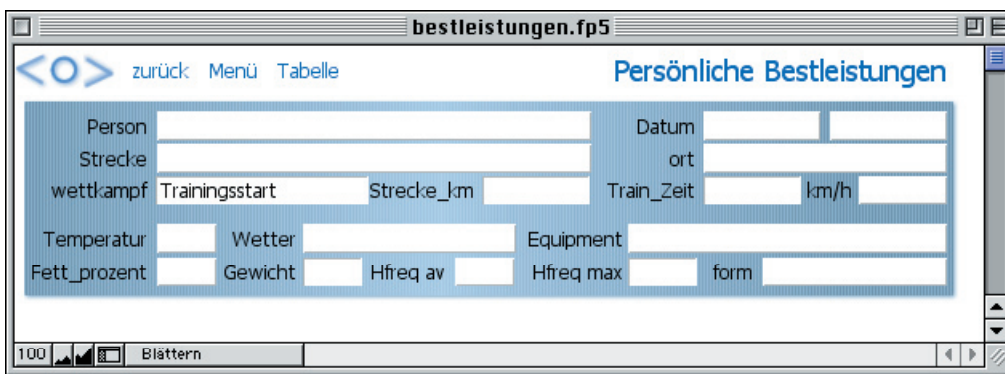 bestleistungen.fp5
<O> zurück Menü Tabelle Persönliche Bestleistungen
Person Datum
Strecke ort
wettkampf Trainingsstart Strecke_km Train_Zeit km/h
Temperatur Wetter Equipment
Fett_prozent Gewicht Hfreq av Hfreq max form
100 Blättern